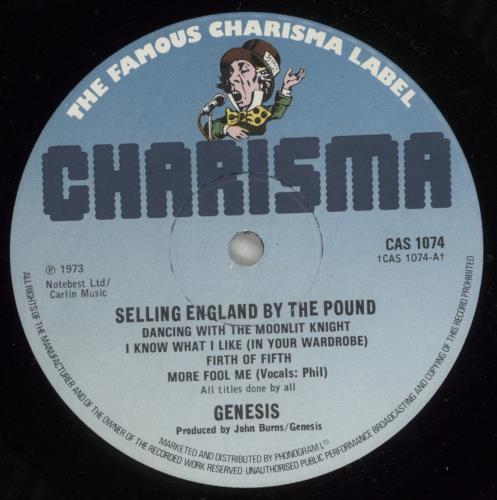 THE FAMOUS CHARISMA LABEL
CHARISMA
℗ 1973
Notebest Ltd/
Carlin Music
CAS 1074
†CAS 1074-A†
SELLING ENGLAND BY THE POUND
DANCING WITH THE MOONLIT KNIGHT
I KNOW WHAT I LIKE (IN YOUR WARDROBE)
FIRTH OF FIFTH
MORE FOOL ME (Vocals: Phil)
All titles done by all
GENESIS
Produced by John Burns/Genesis
MARKETED AND DISTRIBUTED BY PHONOGRAM LTD
ALL RIGHTS OF THE MANUFACTURER AND OF THE OWNER OF THE RECORDED WORK RESERVED UNAUTHORISED PUBLIC PERFORMANCE BROADCASTING AND COPYING OF THIS RECORD PROHIBITED